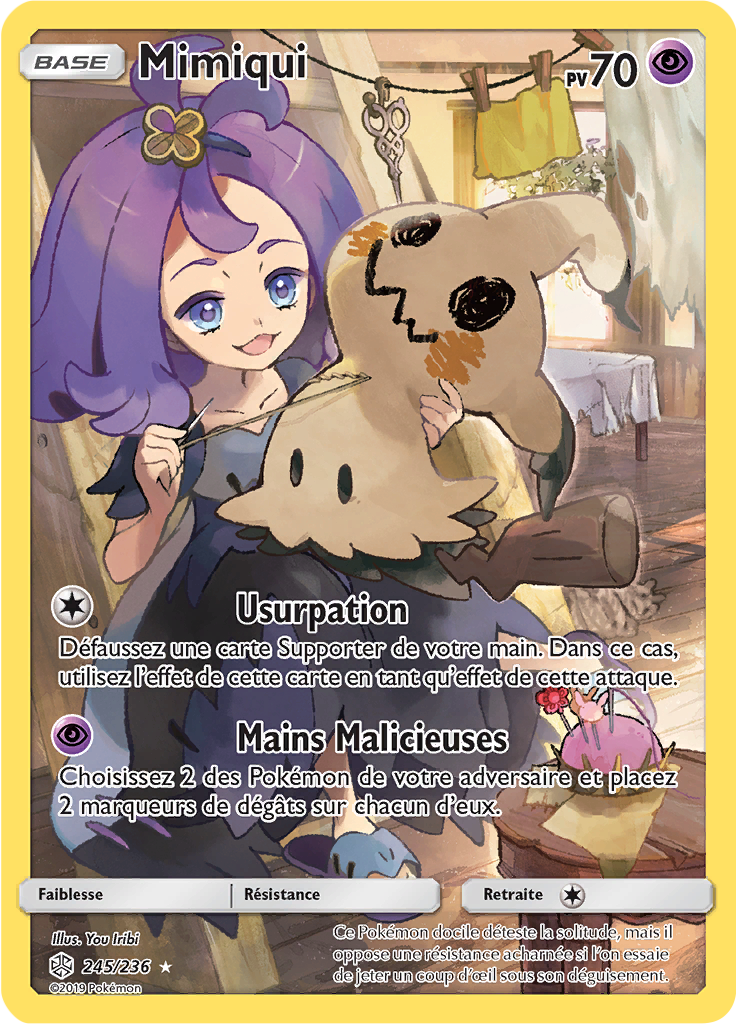 BASE Mimiqui PV 70
Usurpation
Défaussez une carte Supporter de votre main. Dans ce cas,
utilisez l'effet de cette carte en tant qu'effet de cette attaque.
Mains Malicieuses
Choisissez 2 des Pokémon de votre adversaire et placez
2 marqueurs de dégâts sur chacun d'eux.
Faiblesse Résistance Retraite
Illus. You Iribi
245/236
©2019 Pokémon
Ce Pokémon docile déteste la solitude, mais il
oppose une résistance acharnée si l'on essaie
de jeter un coup d'œil sous son déguisement.